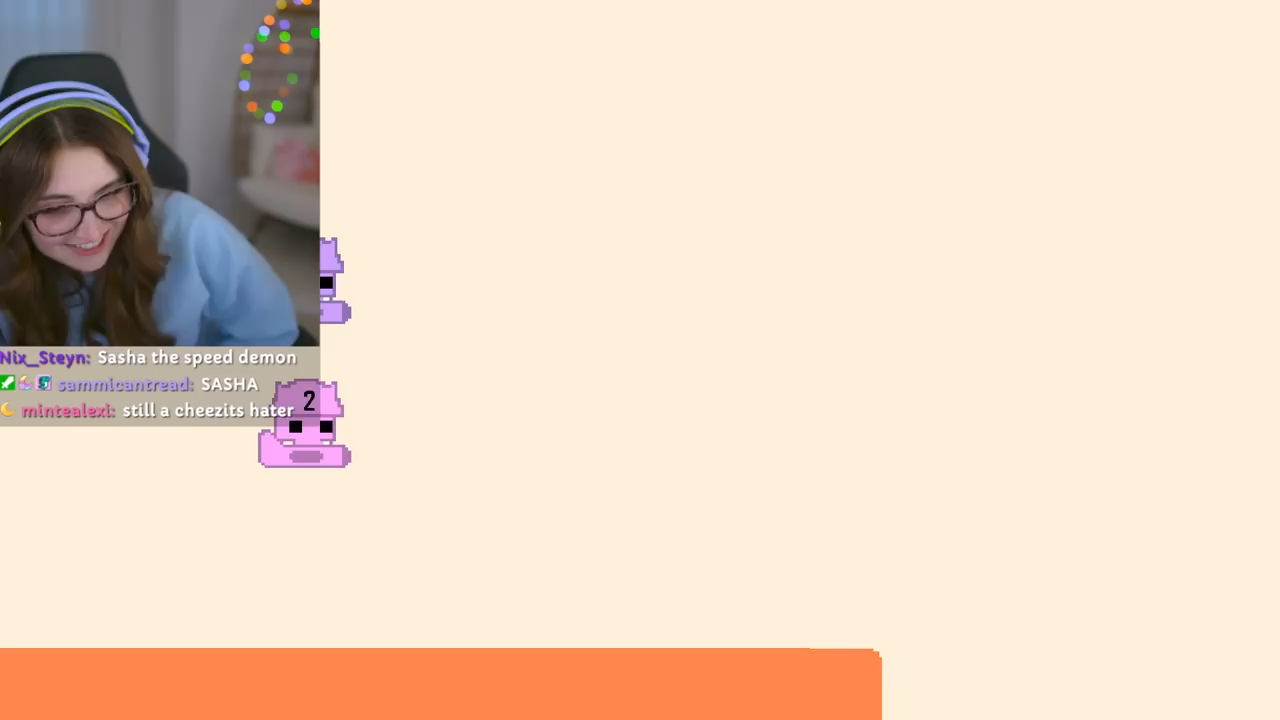 Nix_Steyn: Sasha the speed demon
sammicantread: SASHA
mintealexi: still a cheezits hater
2